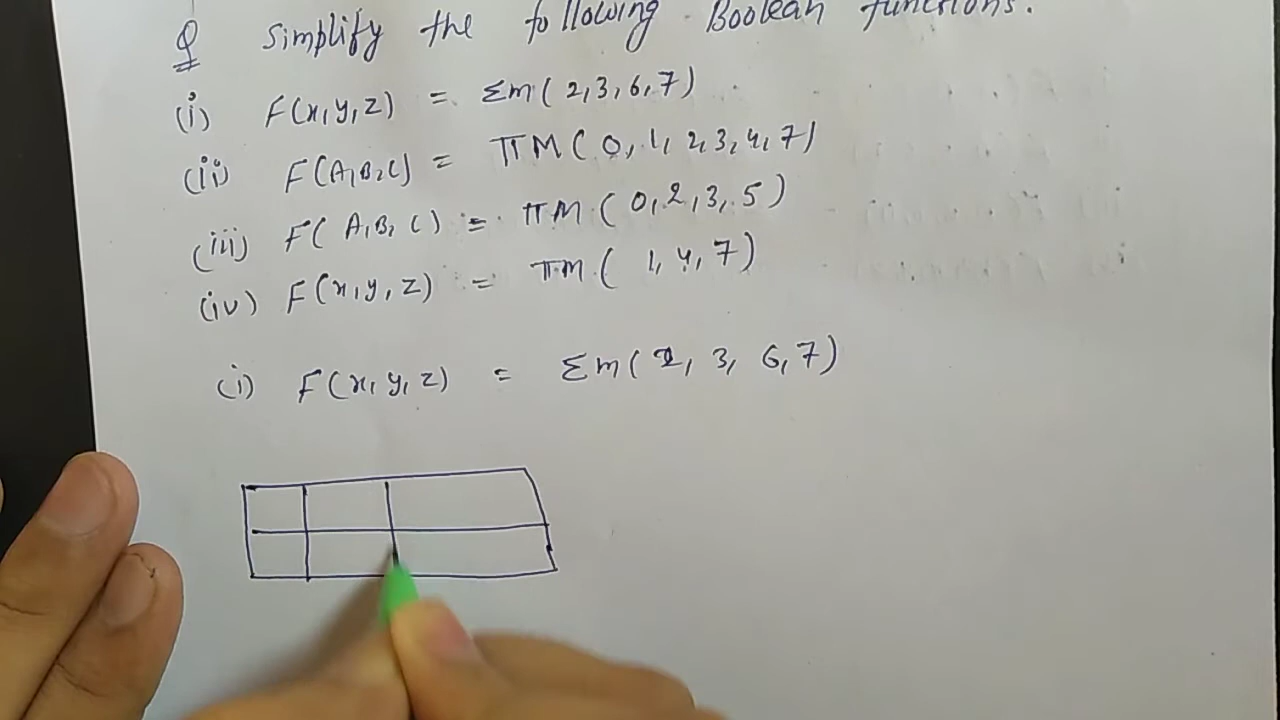 Q Simplify the following Boolean functions.
(i) F(x,y,z) = Σm(2,3,6,7)
(ii) F(A,B,C) = πM(0,1,2,3,4,7)
(iii) F(A,B,C) = πM(0,2,3,5)
(iv) F(x,y,z) = πM(1,4,7)
(i) F(x,y,z) = Σm(2,3,6,7)